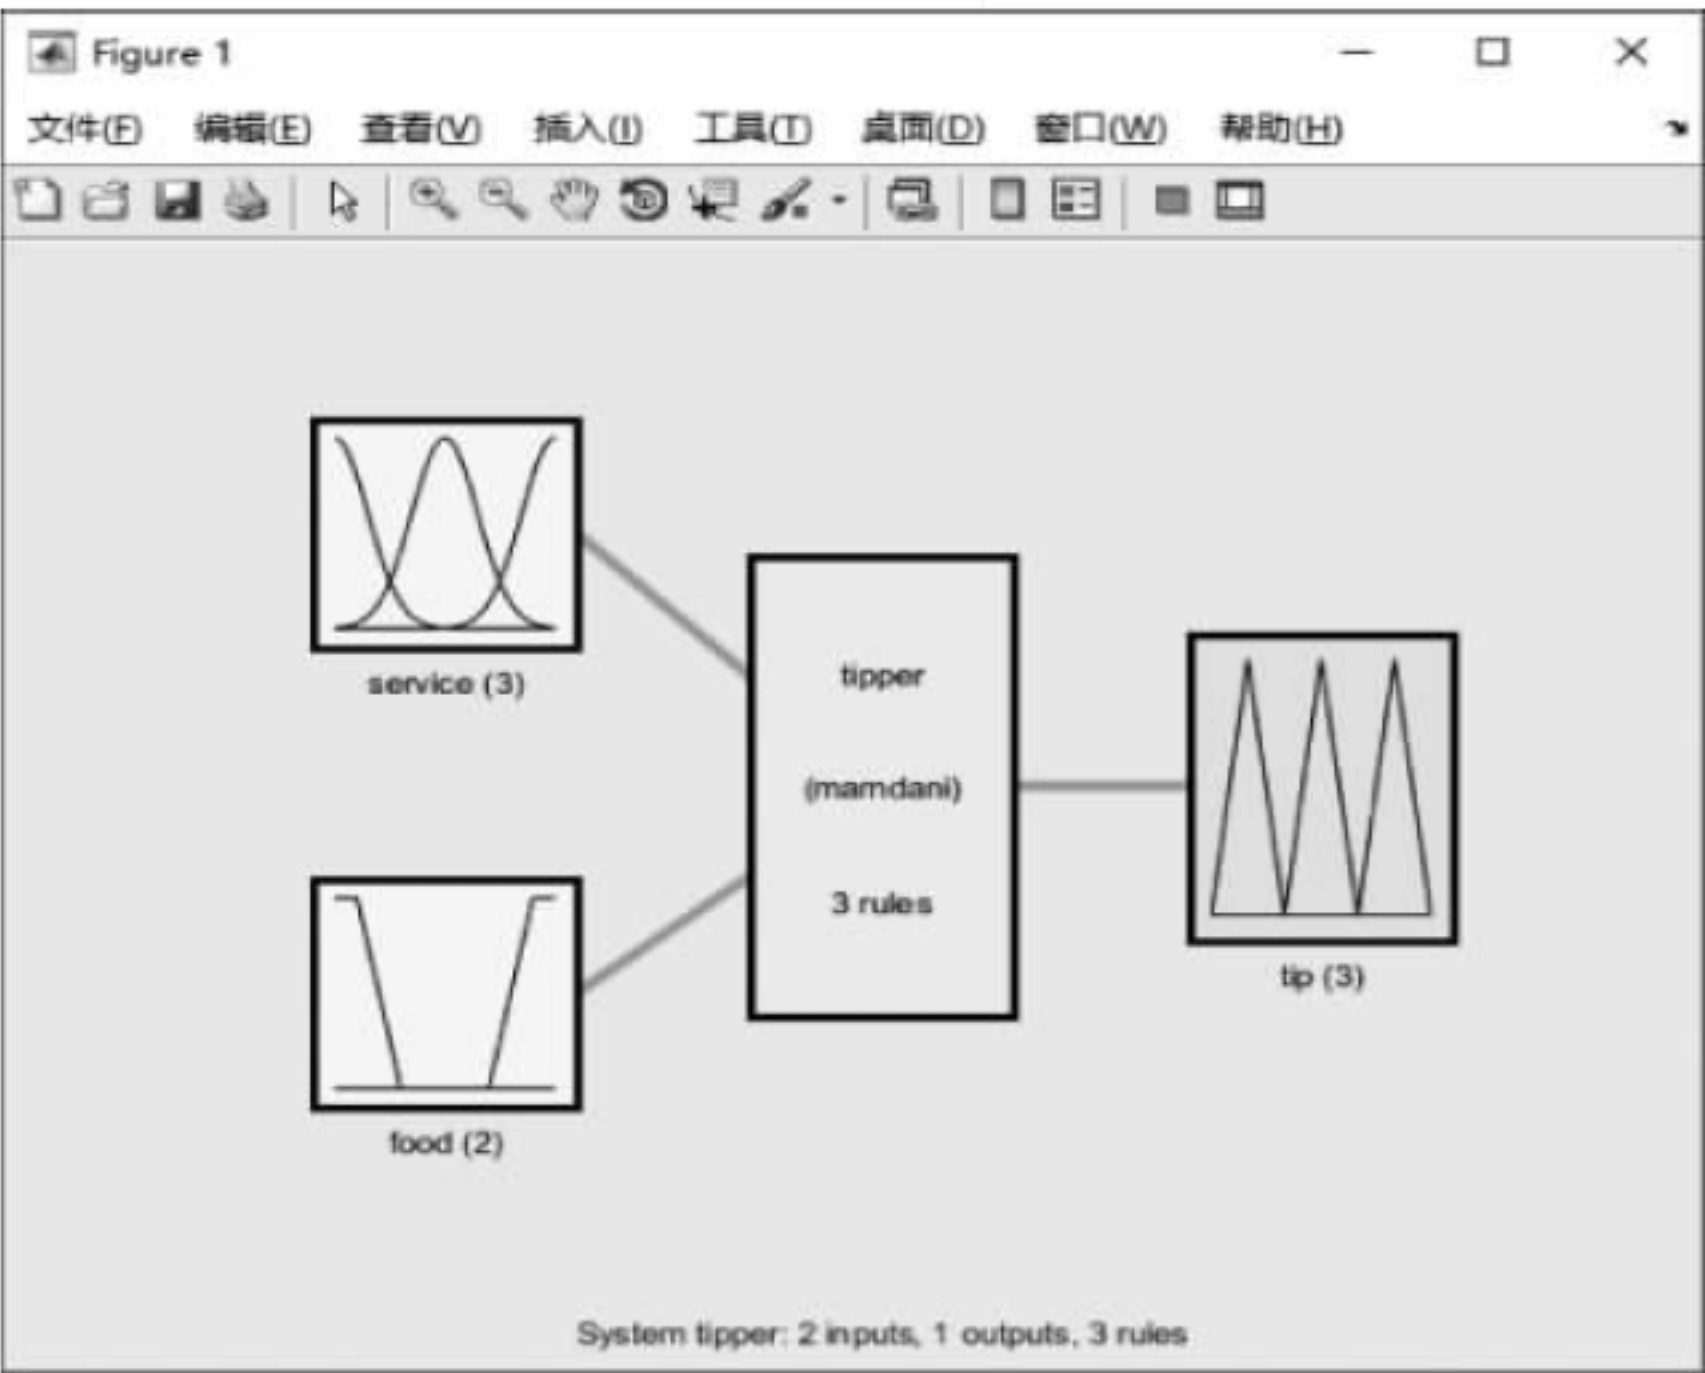 Figure 1
文件(F) 编辑(E) 查看(V) 插入(I) 工具(T) 桌面(D) 窗口(W) 帮助(H)
service (3)
tipper
(mamdani)
3 rules
tip (3)
food (2)
System tipper: 2 inputs, 1 outputs, 3 rules